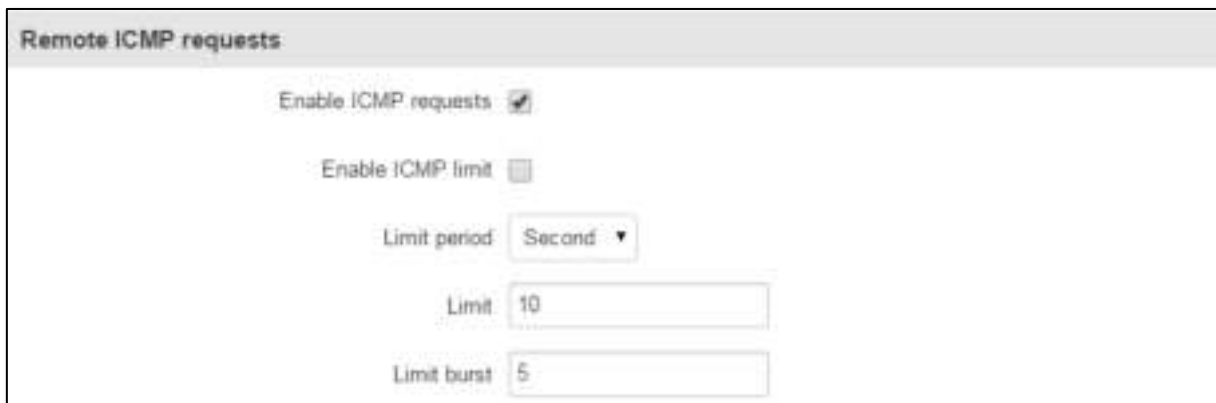 Remote ICMP requests
Enable ICMP requests
Enable ICMP limit
Limit period Second
Limit 10
Limit burst 5